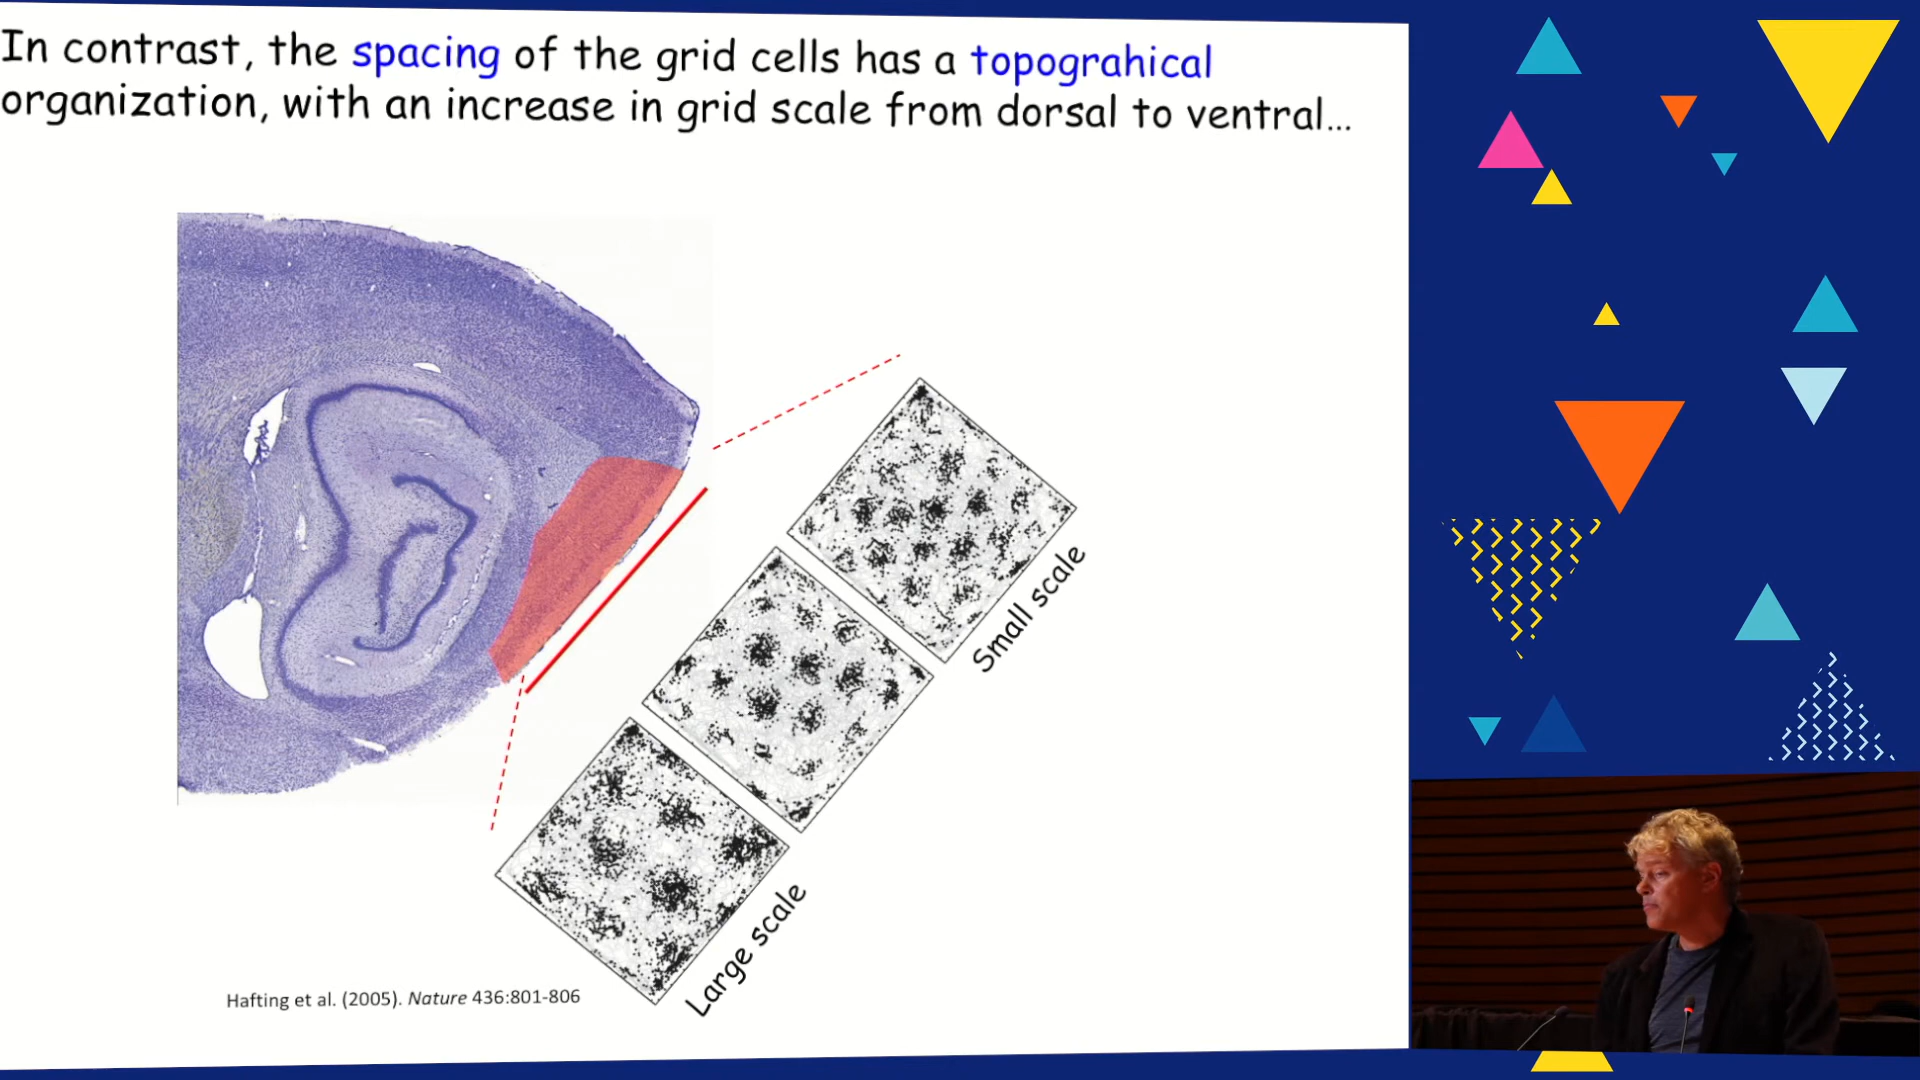 In contrast, the spacing of the grid cells has a topograhical
organization, with an increase in grid scale from dorsal to ventral...
Small scale
Large scale
Hafting et al. (2005). Nature 436:801-806